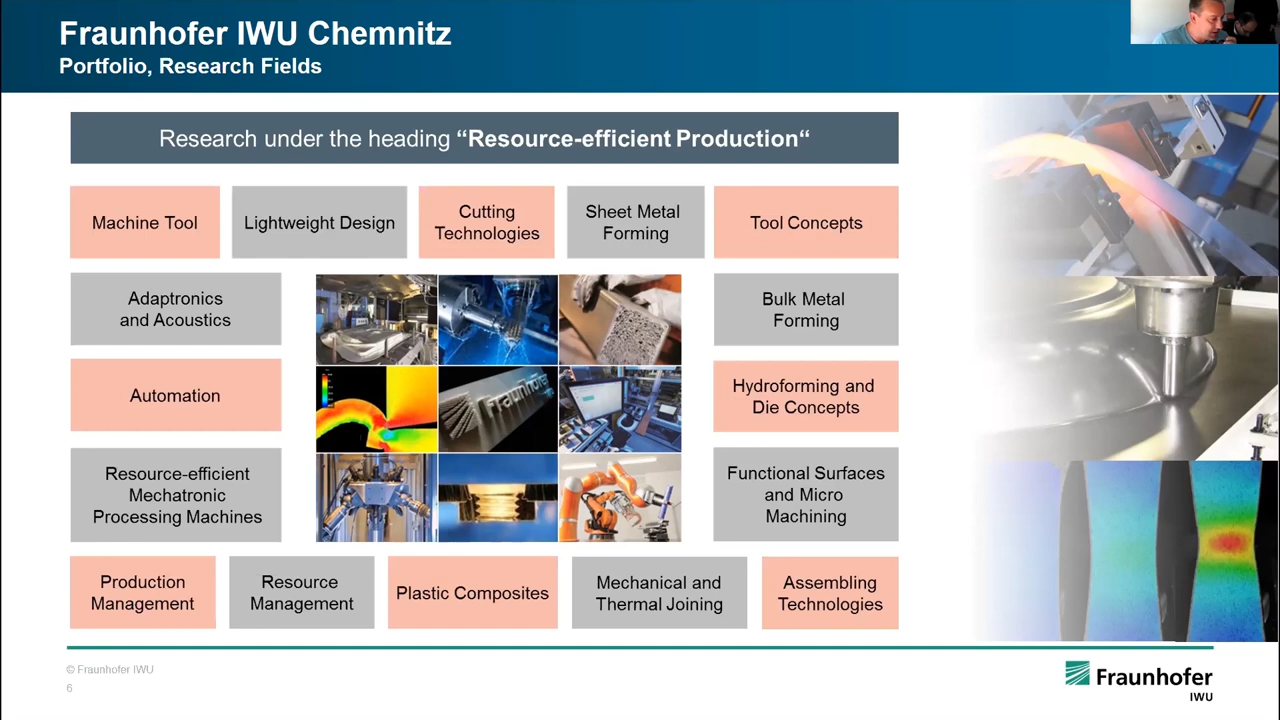 Fraunhofer IWU Chemnitz
Portfolio, Research Fields
Research under the heading “Resource-efficient Production“
Machine Tool
Lightweight Design
Cutting
Technologies
Sheet Metal
Forming
Tool Concepts
Adaptronics
and Acoustics
Bulk Metal
Forming
Automation
Fraunhofer
Hydroforming and
Die Concepts
Resource-efficient
Mechatronic
Processing Machines
Functional Surfaces
and Micro
Machining
Production
Management
Resource
Management
Plastic Composites
Mechanical and
Thermal Joining
Assembling
Technologies
© Fraunhofer IWU
6
Fraunhofer
IWU